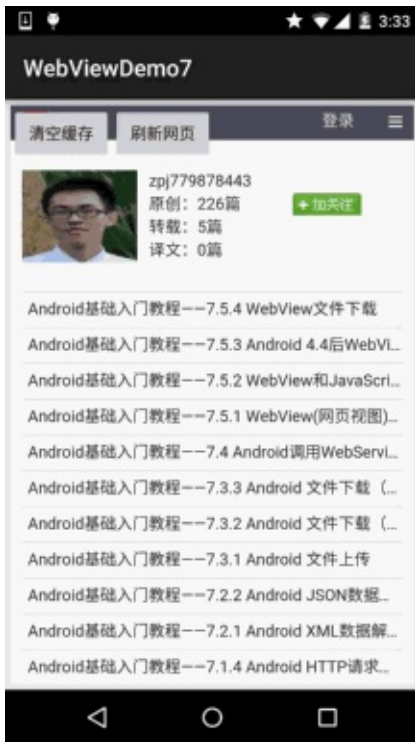 3:33
WebViewDemo7
清空缓存 刷新网页 登录
zpj779878443
原创：226篇
+加关注
转载：5篇
译文：0篇
Android基础入门教程——7.5.4 WebView文件下载
Android基础入门教程——7.5.3 Android 4.4后WebVi...
Android基础入门教程——7.5.2 WebView和JavaScri...
Android基础入门教程——7.5.1 WebView(网页视图)...
Android基础入门教程——7.4 Android调用WebServi...
Android基础入门教程——7.3.3 Android 文件下载（...
Android基础入门教程——7.3.2 Android 文件下载（...
Android基础入门教程——7.3.1 Android 文件上传
Android基础入门教程——7.2.2 Android JSON数据...
Android基础入门教程——7.2.1 Android XML数据解...
Android基础入门教程——7.1.4 Android HTTP请求...